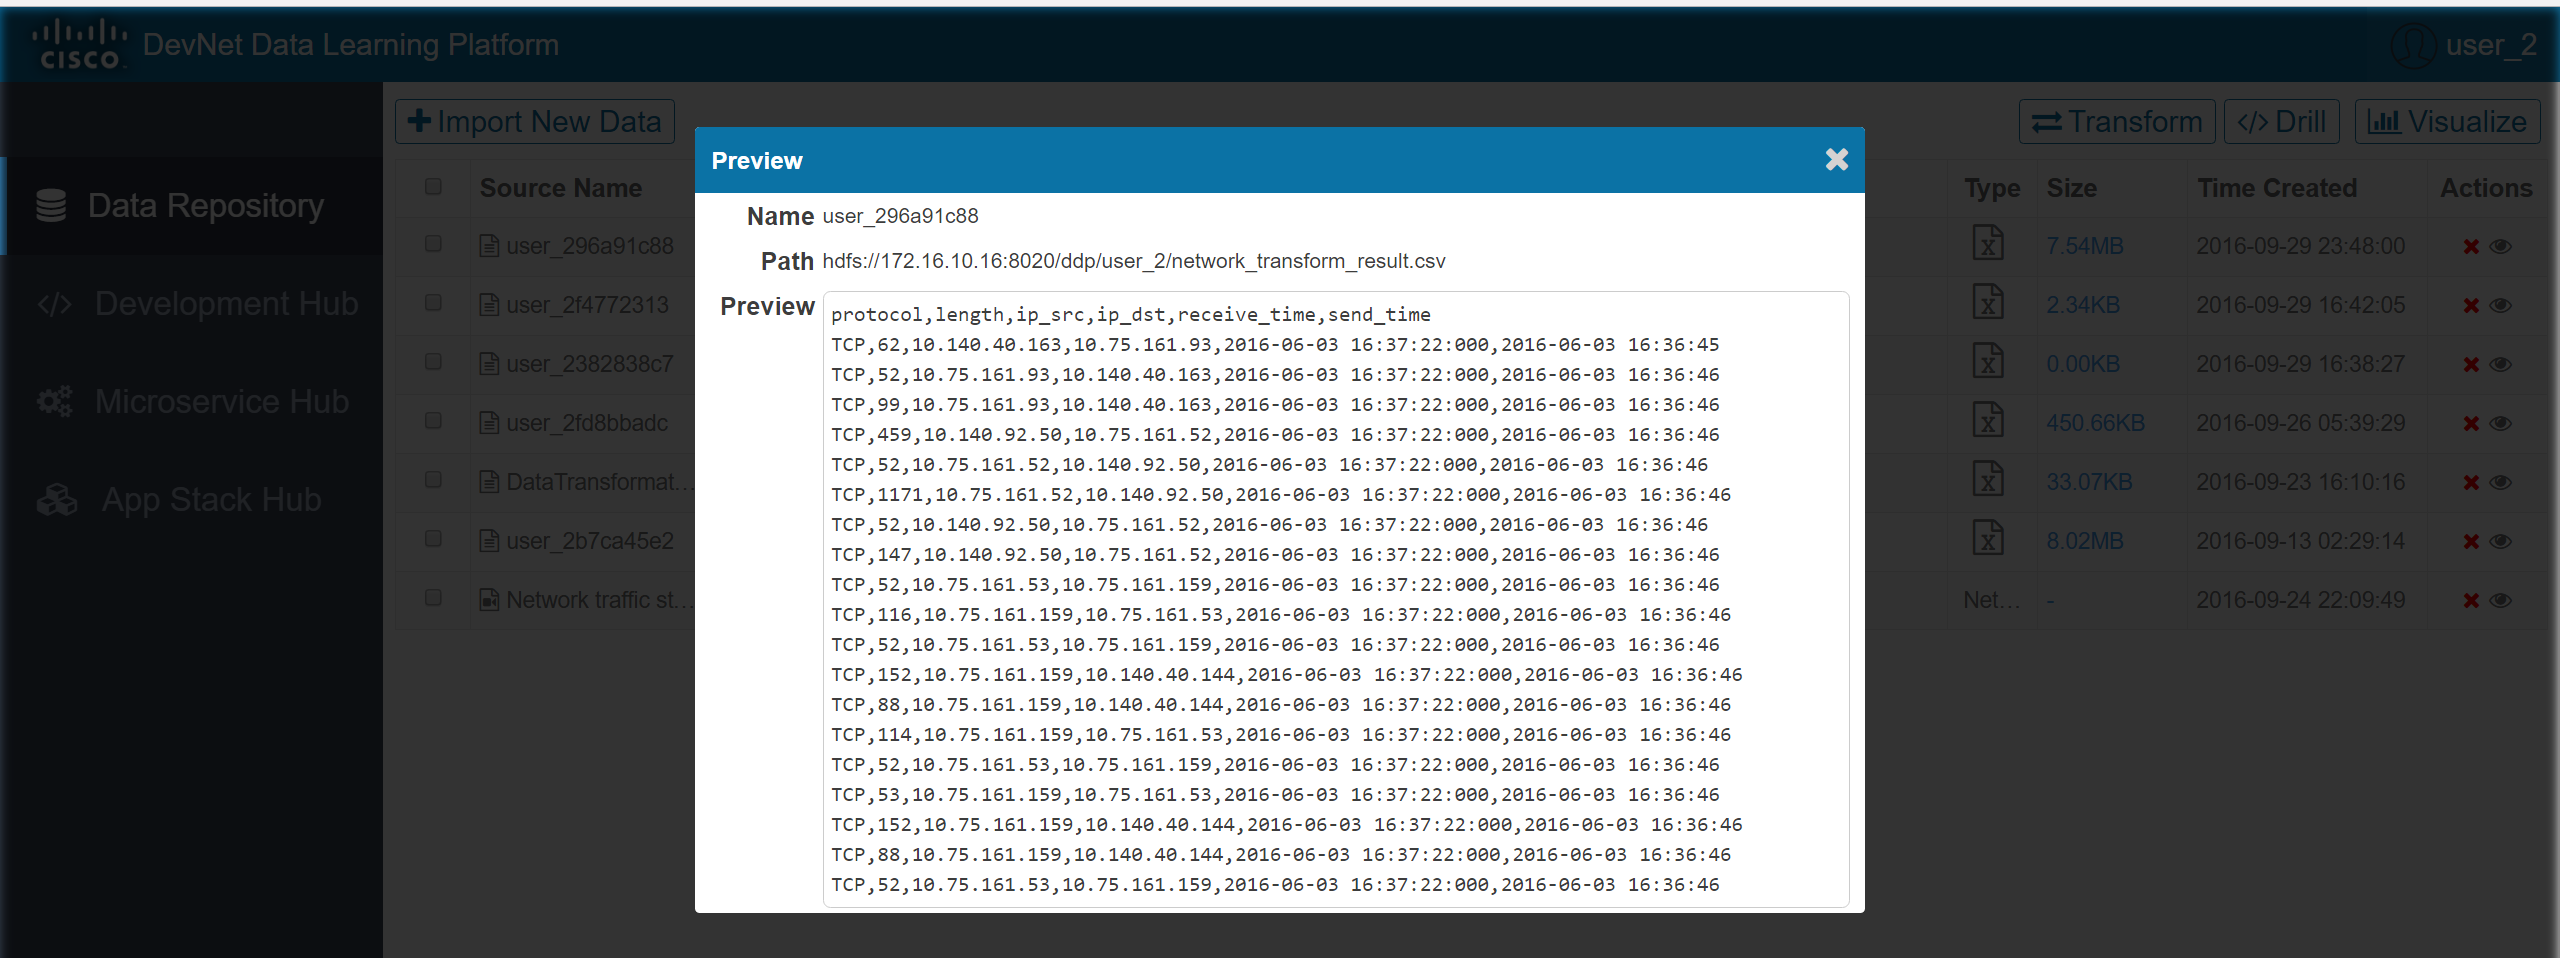 CISCO DevNet Data Learning Platform user_2
Import New Data Transform Drill Visualize
Data Repository
Development Hub
Microservice Hub
App Stack Hub
Source Name Type Size Time Created Actions
user_296a91c88 7.54MB 2016-09-29 23:48:00
user_2f4772313 2.34KB 2016-09-29 16:42:05
user_2382838c7 0.00KB 2016-09-29 16:38:27
user_2fd8bbadc 450.66KB 2016-09-26 05:39:29
DataTransformat... 33.07KB 2016-09-23 16:10:16
user_2b7ca45e2 8.02MB 2016-09-13 02:29:14
Network traffic st... Net... - 2016-09-24 22:09:49
Preview
Name user_296a91c88
Path hdfs://172.16.10.16:8020/ddp/user_2/network_transform_result.csv
Preview
protocol,length,ip_src,ip_dst,receive_time,send_time
TCP,62,10.140.40.163,10.75.161.93,2016-06-03 16:37:22:000,2016-06-03 16:36:45
TCP,52,10.75.161.93,10.140.40.163,2016-06-03 16:37:22:000,2016-06-03 16:36:46
TCP,99,10.75.161.93,10.140.40.163,2016-06-03 16:37:22:000,2016-06-03 16:36:46
TCP,459,10.140.92.50,10.75.161.52,2016-06-03 16:37:22:000,2016-06-03 16:36:46
TCP,52,10.75.161.52,10.140.92.50,2016-06-03 16:37:22:000,2016-06-03 16:36:46
TCP,1171,10.75.161.52,10.140.92.50,2016-06-03 16:37:22:000,2016-06-03 16:36:46
TCP,52,10.140.92.50,10.75.161.52,2016-06-03 16:37:22:000,2016-06-03 16:36:46
TCP,147,10.140.92.50,10.75.161.52,2016-06-03 16:37:22:000,2016-06-03 16:36:46
TCP,52,10.75.161.53,10.75.161.159,2016-06-03 16:37:22:000,2016-06-03 16:36:46
TCP,116,10.75.161.159,10.75.161.53,2016-06-03 16:37:22:000,2016-06-03 16:36:46
TCP,52,10.75.161.53,10.75.161.159,2016-06-03 16:37:22:000,2016-06-03 16:36:46
TCP,152,10.75.161.159,10.140.40.144,2016-06-03 16:37:22:000,2016-06-03 16:36:46
TCP,88,10.75.161.159,10.140.40.144,2016-06-03 16:37:22:000,2016-06-03 16:36:46
TCP,114,10.75.161.159,10.75.161.53,2016-06-03 16:37:22:000,2016-06-03 16:36:46
TCP,52,10.75.161.53,10.75.161.159,2016-06-03 16:37:22:000,2016-06-03 16:36:46
TCP,53,10.75.161.159,10.75.161.53,2016-06-03 16:37:22:000,2016-06-03 16:36:46
TCP,152,10.75.161.159,10.140.40.144,2016-06-03 16:37:22:000,2016-06-03 16:36:46
TCP,88,10.75.161.159,10.140.40.144,2016-06-03 16:37:22:000,2016-06-03 16:36:46
TCP,52,10.75.161.53,10.75.161.159,2016-06-03 16:37:22:000,2016-06-03 16:36:46